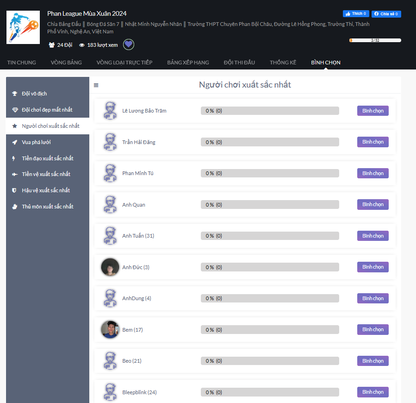 Phan League Mùa Xuân 2024
Thích 0
Chia sẻ 0
Chia Bảng Đấu || Bóng Đá Sân 7 || Nhất Minh Nguyễn Nhân || Trường THPT Chuyên Phan Bội Châu, Đường Lê Hồng Phong, Trường Thi, Thành
Phố Vinh, Nghệ An, Việt Nam
24 Đội
183 lượt xem
TIN CHUNG
VÒNG BẢNG
VÒNG LOẠI TRỰC TIẾP
BẢNG XẾP HẠNG
ĐỘI THI ĐẤU
THỐNG KÊ
BÌNH CHỌN
Đội vô địch
Đội chơi đẹp nhất
Người chơi xuất sắc nhất
Vua phá lưới
Tiền đạo xuất sắc nhất
Tiền vệ xuất sắc nhất
Hậu vệ xuất sắc nhất
Thủ môn xuất sắc nhất
Người chơi xuất sắc nhất
Lê Lương Bảo Trâm
0 % (0)
Bình chọn
Trần Hải Đăng
0 % (0)
Bình chọn
Phan Minh Tú
0 % (0)
Bình chọn
Anh Quan
0 % (0)
Bình chọn
Anh Tuấn (21)
0 % (0)
Bình chọn
Anh Đức (3)
0 % (0)
Bình chọn
AnhDung (4)
0 % (0)
Bình chọn
Bem (17)
0 % (0)
Bình chọn
Beo (21)
0 % (0)
Bình chọn
Bleepblink (24)
0 % (0)
Bình chọn